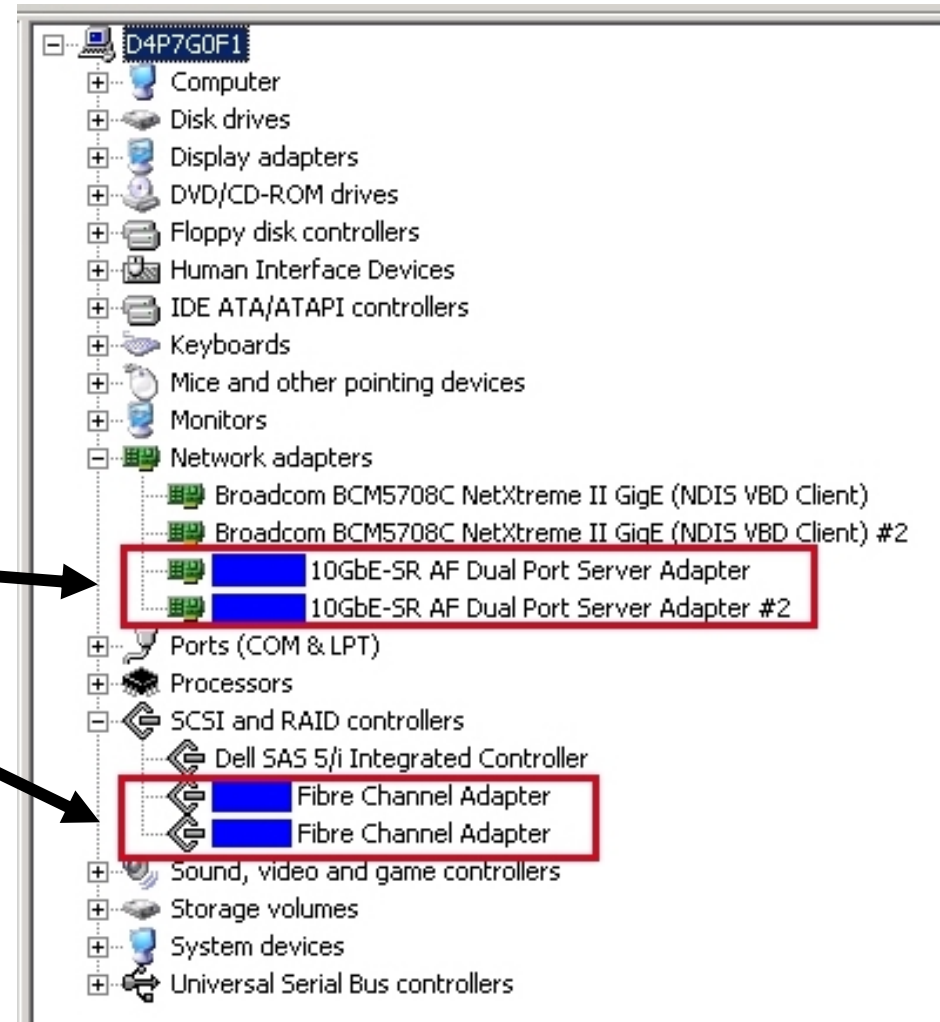 D4P7G0F1
Computer
Disk drives
Display adapters
DVD/CD-ROM drives
Floppy disk controllers
Human Interface Devices
IDE ATA/ATAPI controllers
Keyboards
Mice and other pointing devices
Monitors
Network adapters
Broadcom BCM5708C NetXtreme II GigE (NDIS VBD Client)
Broadcom BCM5708C NetXtreme II GigE (NDIS VBD Client) #2
10GbE-SR AF Dual Port Server Adapter
10GbE-SR AF Dual Port Server Adapter #2
Ports (COM & LPT)
Processors
SCSI and RAID controllers
Dell SAS 5/i Integrated Controller
Fibre Channel Adapter
Fibre Channel Adapter
Sound, video and game controllers
Storage volumes
System devices
Universal Serial Bus controllers